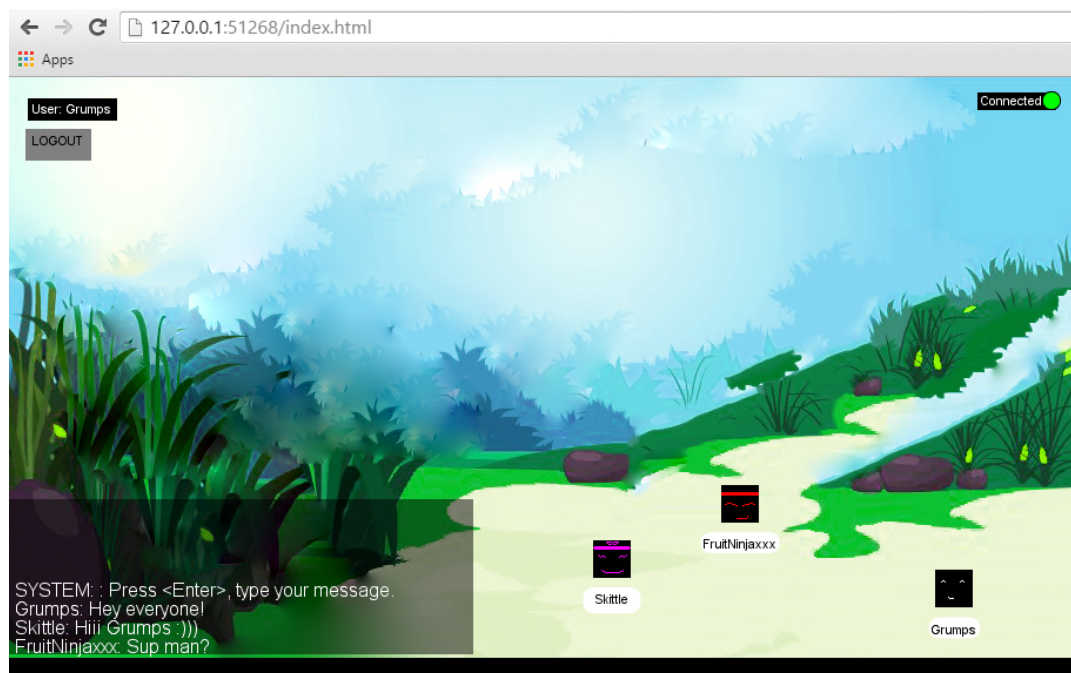 127.0.0.1:51268/index.html
Apps
User: Grumps
Connected
LOGOUT
FruitNinjaxxx
Skittle
Grumps
SYSTEM: : Press <Enter>, type your message.
Grumps: Hey everyone!
Skittle: Hiii Grumps :)))
FruitNinjaxxx: Sup man?